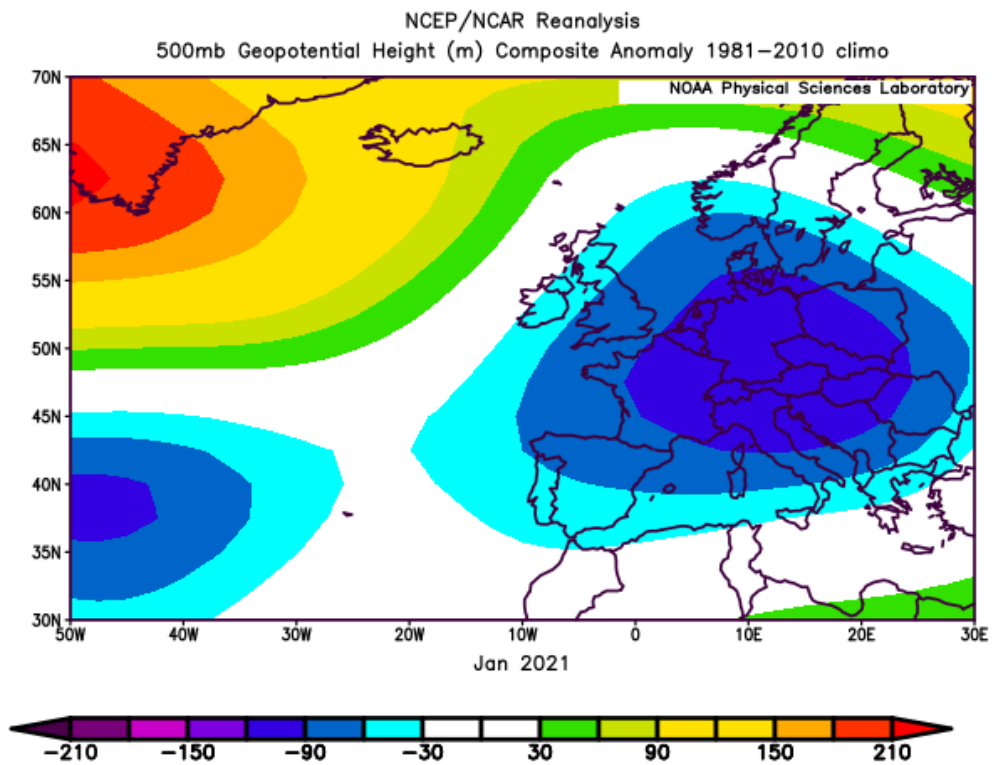 NCEP/NCAR Reanalysis
500mb Geopotential Height (m) Composite Anomaly 1981−2010 climo
NOAA Physical Sciences Laboratory
70N
65N
60N
55N
50N
45N
40N
35N
30N
50W 40W 30W 20W 10W 0 10E 20E 30E
Jan 2021
−210 −150 −90 −30 30 90 150 210